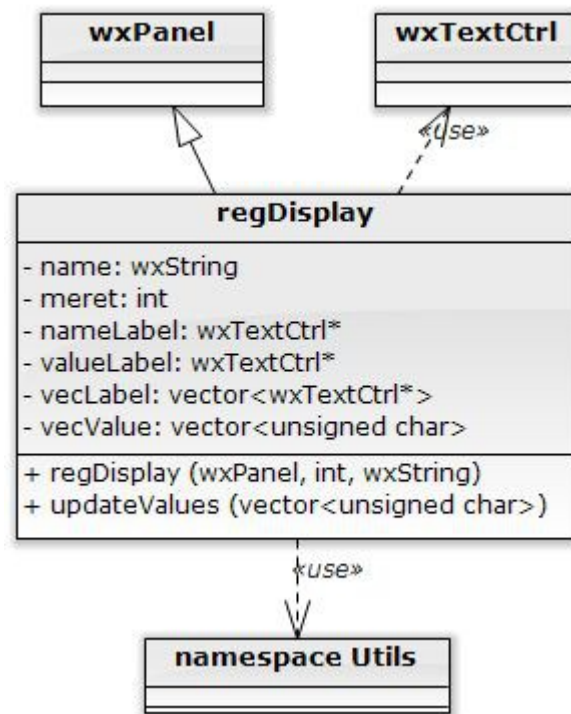 wxPanel
wxTextCtrl
«use»
regDisplay
- name: wxString
- meret: int
- nameLabel: wxTextCtrl*
- valueLabel: wxTextCtrl*
- vecLabel: vector<wxTextCtrl*>
- vecValue: vector<unsigned char>
+ regDisplay (wxPanel, int, wxString)
+ updateValues (vector<unsigned char>)
«use»
namespace Utils